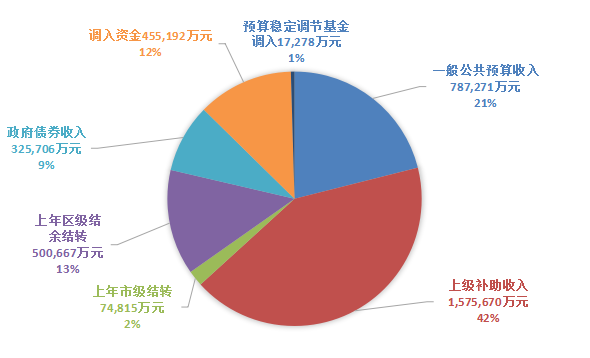 预算稳定调节基金
调入17,278万元
1%
一般公共预算收入
787,271万元
21%
上级补助收入
1,575,670万元
42%
上年市级结转
74,815万元
2%
上年区级结
余结转
500,667万元
13%
政府债券收入
325,706万元
9%
调入资金455,192万元
12%